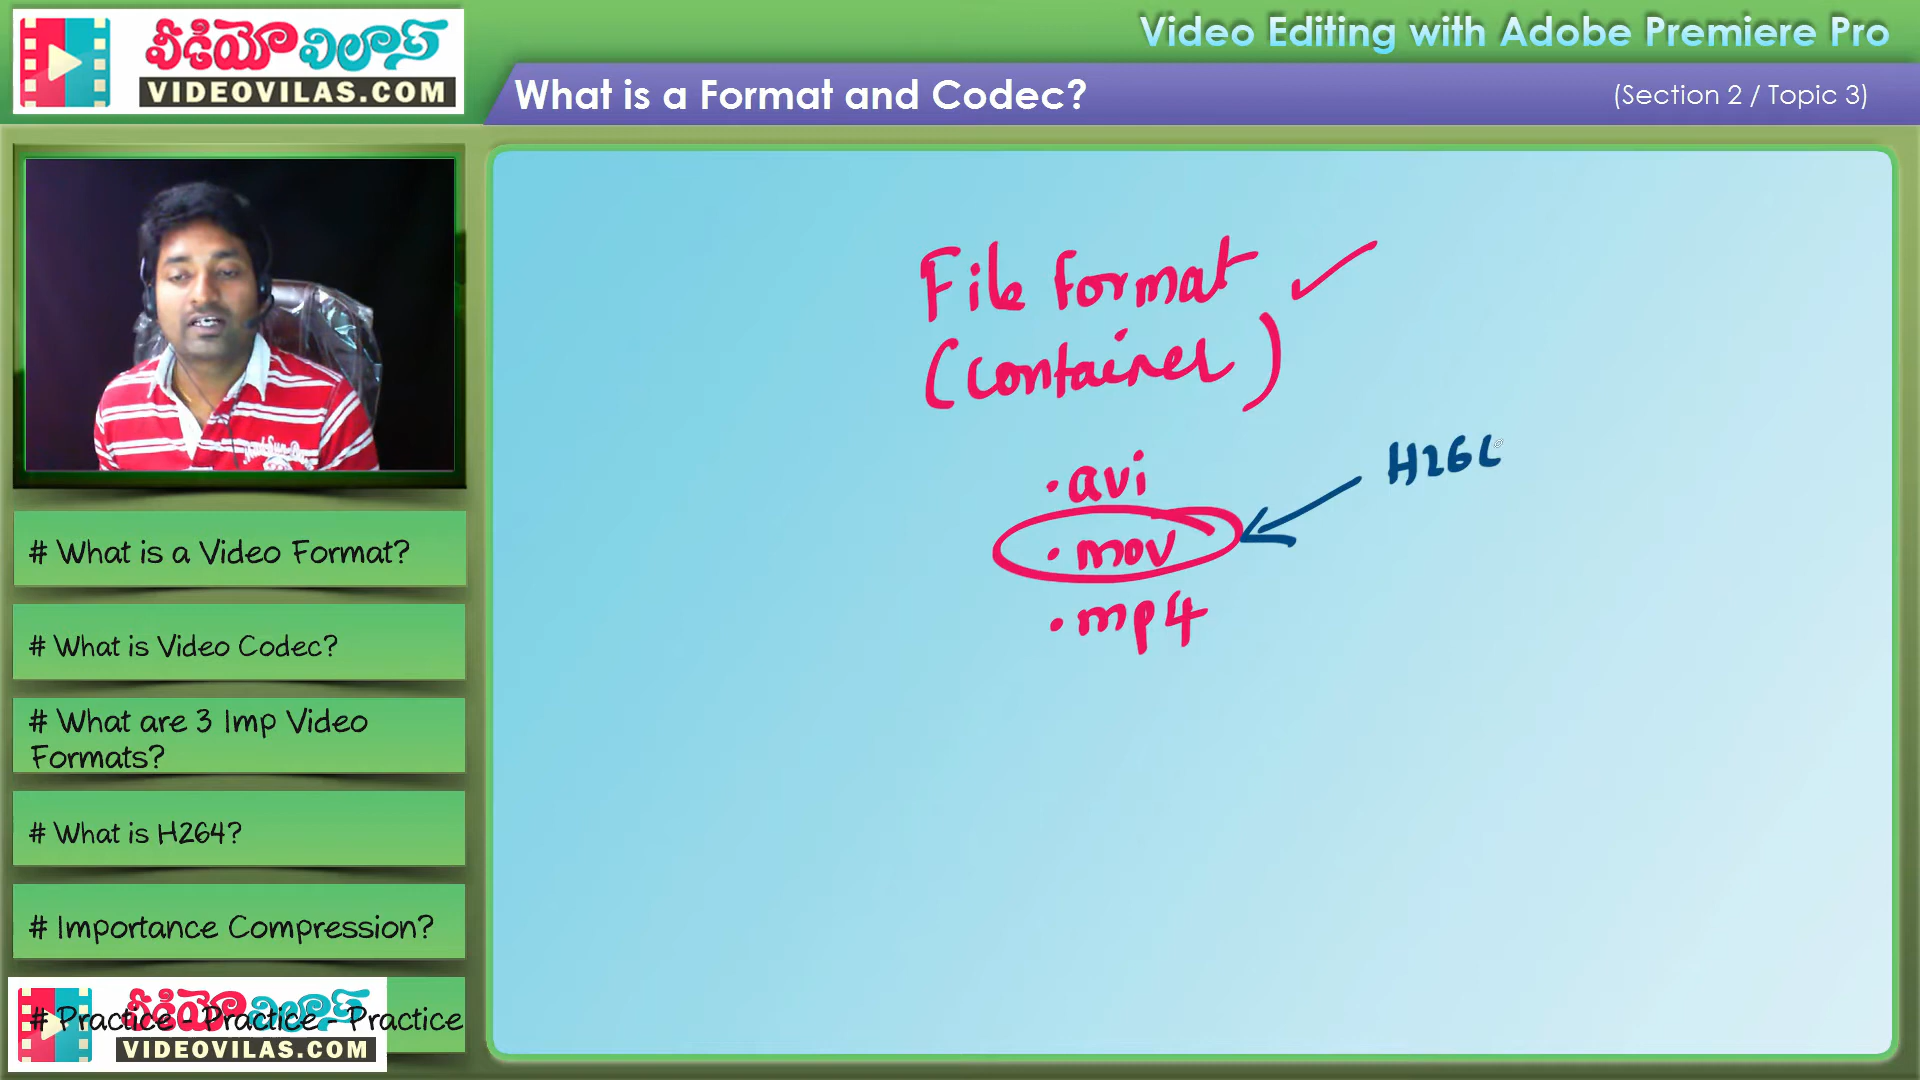 వీడియోవిలాస్
VIDEOVILAS.COM
Video Editing with Adobe Premiere Pro
What is a Format and Codec?
(Section 2 / Topic 3)
File format
(container)
.avi
.mov
.mp4
H26
# What is a Video Format?
# What is Video Codec?
# What are 3 Imp Video
Formats?
# What is H264?
# Importance Compression?
# Practice - Practice - Practice
వీడియోవిలాస్
VIDEOVILAS.COM